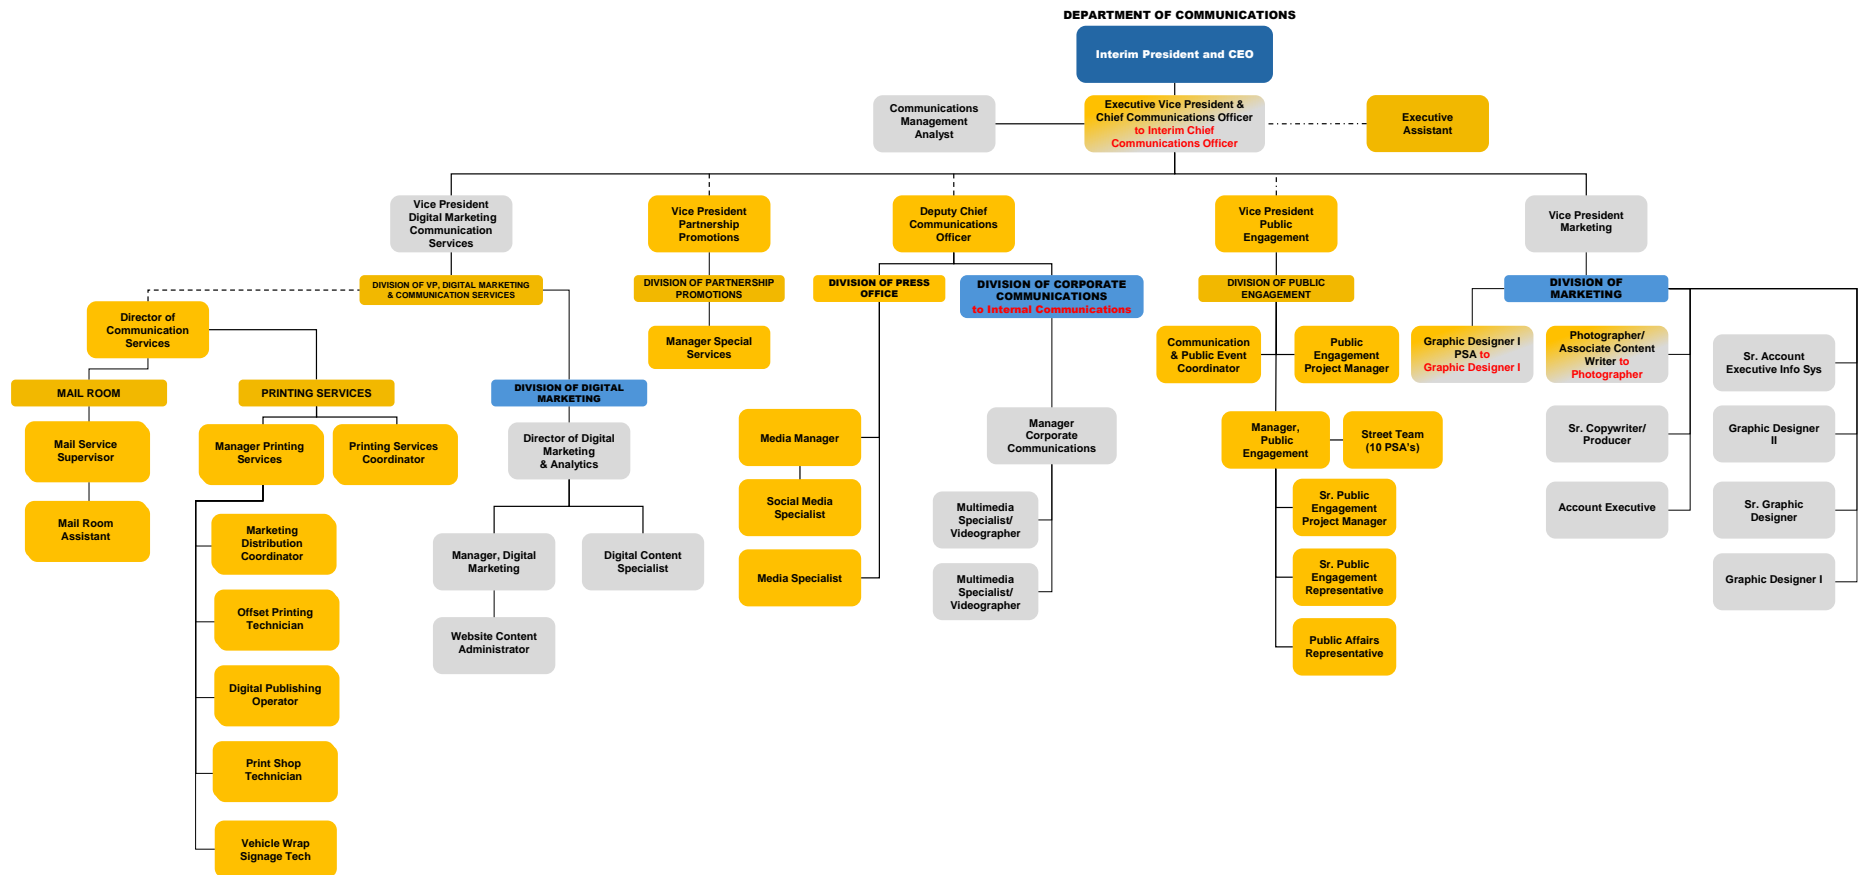 DEPARTMENT OF COMMUNICATIONS
Interim President and CEO
Communications
Management
Analyst
Executive Vice President &
Chief Communications Officer
to Interim Chief
Communications Officer
Executive
Assistant
Vice President
Digital Marketing
Communication
Services
Vice President
Partnership
Promotions
Deputy Chief
Communications
Officer
Vice President
Public
Engagement
Vice President
Marketing
DIVISION OF VP, DIGITAL MARKETING
& COMMUNICATION SERVICES
DIVISION OF PARTNERSHIP
PROMOTIONS
DIVISION OF PRESS
OFFICE
DIVISION OF CORPORATE
COMMUNICATIONS
to Internal Communications
DIVISION OF PUBLIC
ENGAGEMENT
DIVISION OF
MARKETING
Director of
Communication
Services
Manager Special
Services
Communication
& Public Event
Coordinator
Public
Engagement
Project Manager
Graphic Designer I
PSA to
Graphic Designer I
Photographer/
Associate Content
Writer to
Photographer
Sr. Account
Executive Info Sys
MAIL ROOM
PRINTING SERVICES
DIVISION OF DIGITAL
MARKETING
Mail Service
Supervisor
Manager Printing
Services
Printing Services
Coordinator
Director of Digital
Marketing
& Analytics
Media Manager
Manager
Corporate
Communications
Manager,
Public
Engagement
Street Team
(10 PSA's)
Sr. Copywriter/
Producer
Graphic Designer
II
Mail Room
Assistant
Marketing
Distribution
Coordinator
Social Media
Specialist
Multimedia
Specialist/
Videographer
Sr. Public
Engagement
Project Manager
Account Executive
Sr. Graphic
Designer
Manager, Digital
Marketing
Digital Content
Specialist
Media Specialist
Multimedia
Specialist/
Videographer
Sr. Public
Engagement
Representative
Graphic Designer I
Offset Printing
Technician
Website Content
Administrator
Public Affairs
Representative
Digital Publishing
Operator
Print Shop
Technician
Vehicle Wrap
Signage Tech